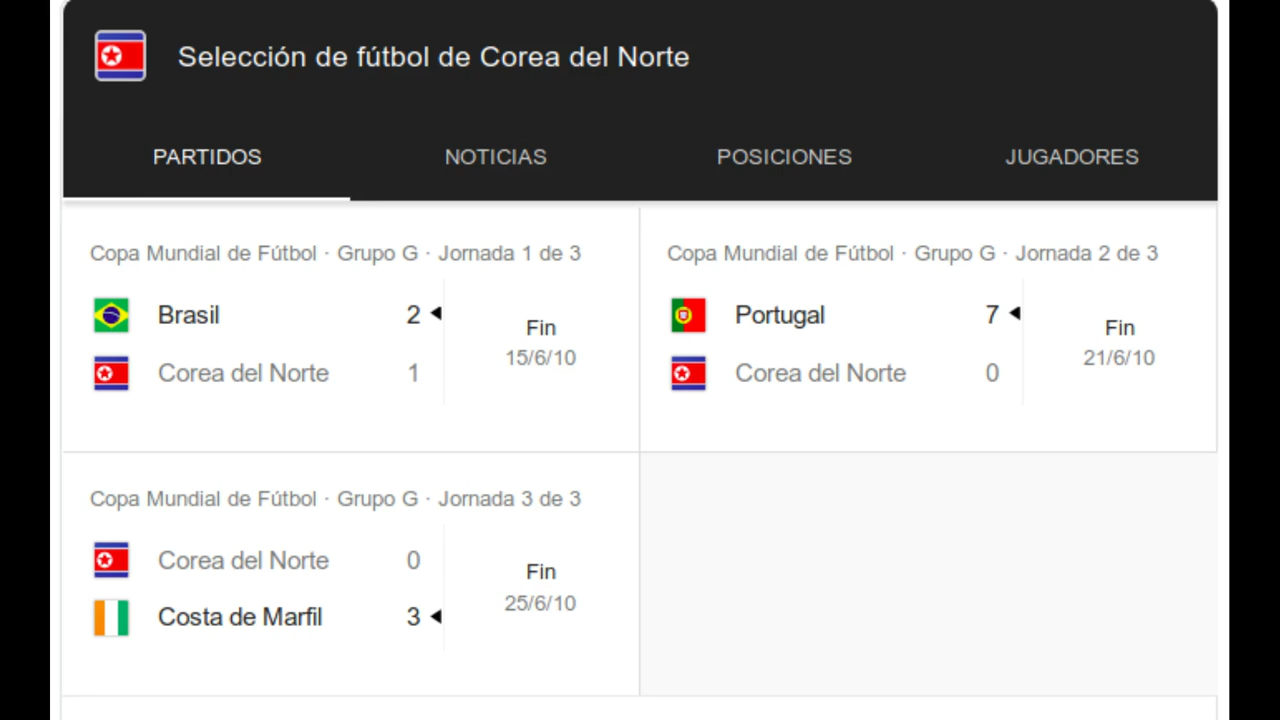 Selección de fútbol de Corea del Norte
PARTIDOS NOTICIAS POSICIONES JUGADORES
Copa Mundial de Fútbol · Grupo G · Jornada 1 de 3
Brasil 2
Corea del Norte 1
Fin
15/6/10
Copa Mundial de Fútbol · Grupo G · Jornada 2 de 3
Portugal 7
Corea del Norte 0
Fin
21/6/10
Copa Mundial de Fútbol · Grupo G · Jornada 3 de 3
Corea del Norte 0
Costa de Marfil 3
Fin
25/6/10